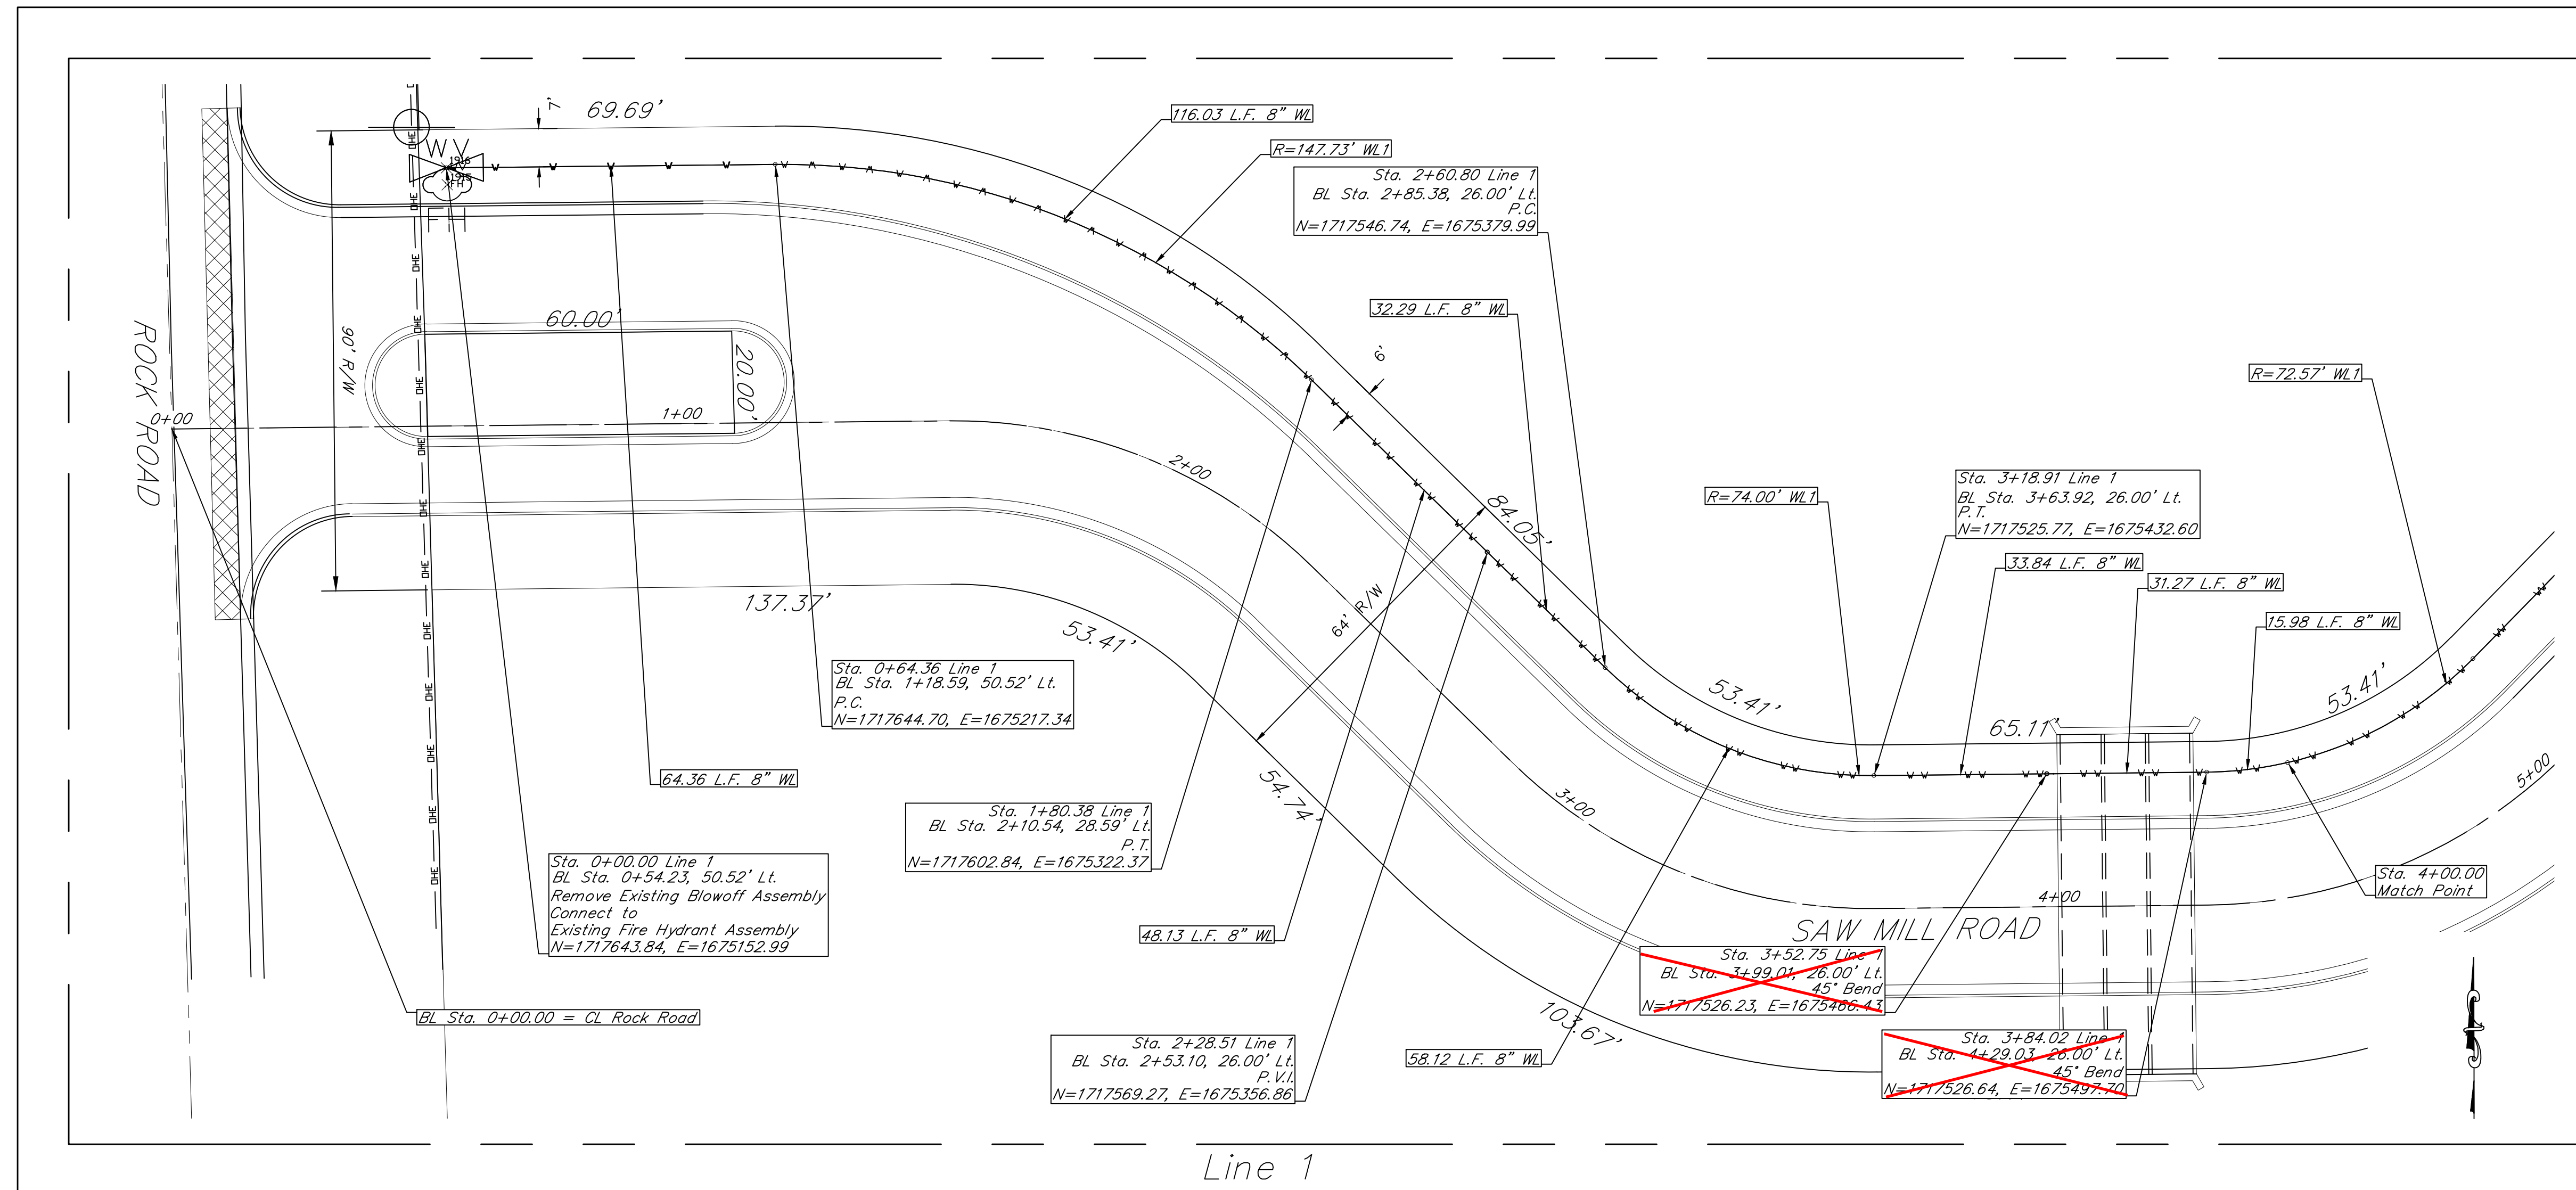 69.69'
7'
116.03 L.F. 8" WL
R=147.73' WL1
Sta. 2+60.80 Line 1
BL Sta. 2+85.38, 26.00' Lt.
P.C.
N=1717546.74, E=1675379.99
WV
1916
1915
FH
FH
32.29 L.F. 8" WL
6'
60.00'
20.00'
90' R/W
ROCK ROAD
0+00
1+00
2+00
R=72.57' WL1
84.05'
R=74.00' WL1
Sta. 3+18.91 Line 1
BL Sta. 3+63.92, 26.00' Lt.
P.T.
N=1717525.77, E=1675432.60
33.84 L.F. 8" WL
31.27 L.F. 8" WL
15.98 L.F. 8" WL
137.37'
53.41'
64' R/W
53.41'
65.11'
53.41'
Sta. 0+64.36 Line 1
BL Sta. 1+18.59, 50.52' Lt.
P.C.
N=1717644.70, E=1675217.34
64.36 L.F. 8" WL
54.74'
3+00
5+00
Sta. 1+80.38 Line 1
BL Sta. 2+10.54, 28.59' Lt.
P.T.
N=1717602.84, E=1675322.37
Sta. 0+00.00 Line 1
BL Sta. 0+54.23, 50.52' Lt.
Remove Existing Blowoff Assembly
Connect to
Existing Fire Hydrant Assembly
N=1717643.84, E=1675152.99
48.13 L.F. 8" WL
4+00
SAW MILL ROAD
Sta. 4+00.00
Match Point
Sta. 3+52.75 Line 1
BL Sta. 3+99.01, 26.00' Lt.
45° Bend
N=1717526.23, E=1675466.43
BL Sta. 0+00.00 = CL Rock Road
103.67'
Sta. 2+28.51 Line 1
BL Sta. 2+53.10, 26.00' Lt.
P.V.I.
N=1717569.27, E=1675356.86
58.12 L.F. 8" WL
Sta. 3+84.02 Line 1
BL Sta. 4+29.03, 26.00' Lt.
45° Bend
N=1717526.64, E=1675497.70
Line 1